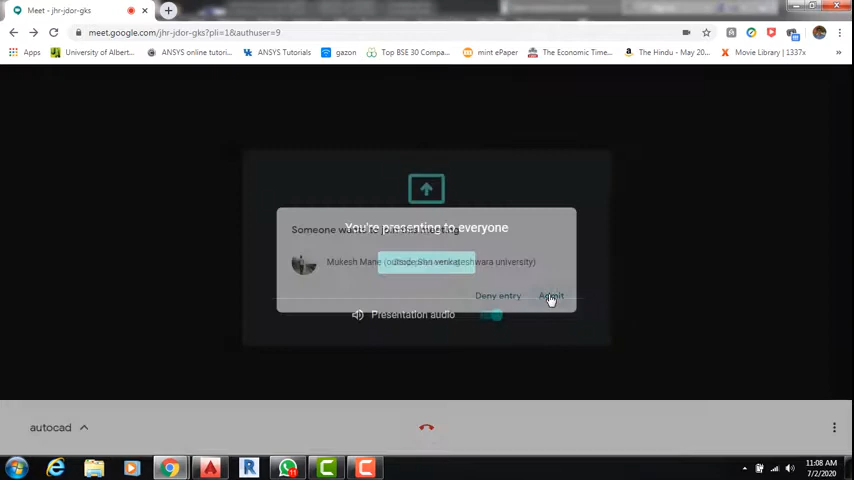 Meet - jhr-jdor-gks
meet.google.com/jhr-jdor-gks?pli=1&authuser=9
Apps University of Albert... ANSYS online tutori... ANSYS Tutorials gazon Top BSE 30 Compa... mint ePaper The Economic Time... The Hindu - May 20... Movie Library | 1337x
You're presenting to everyone
Someone wants to join this meeting
Mukesh Mane (outside venkateshwara university)
Deny entry Admit
Presentation audio
autocad
11:08 AM
7/2/2020